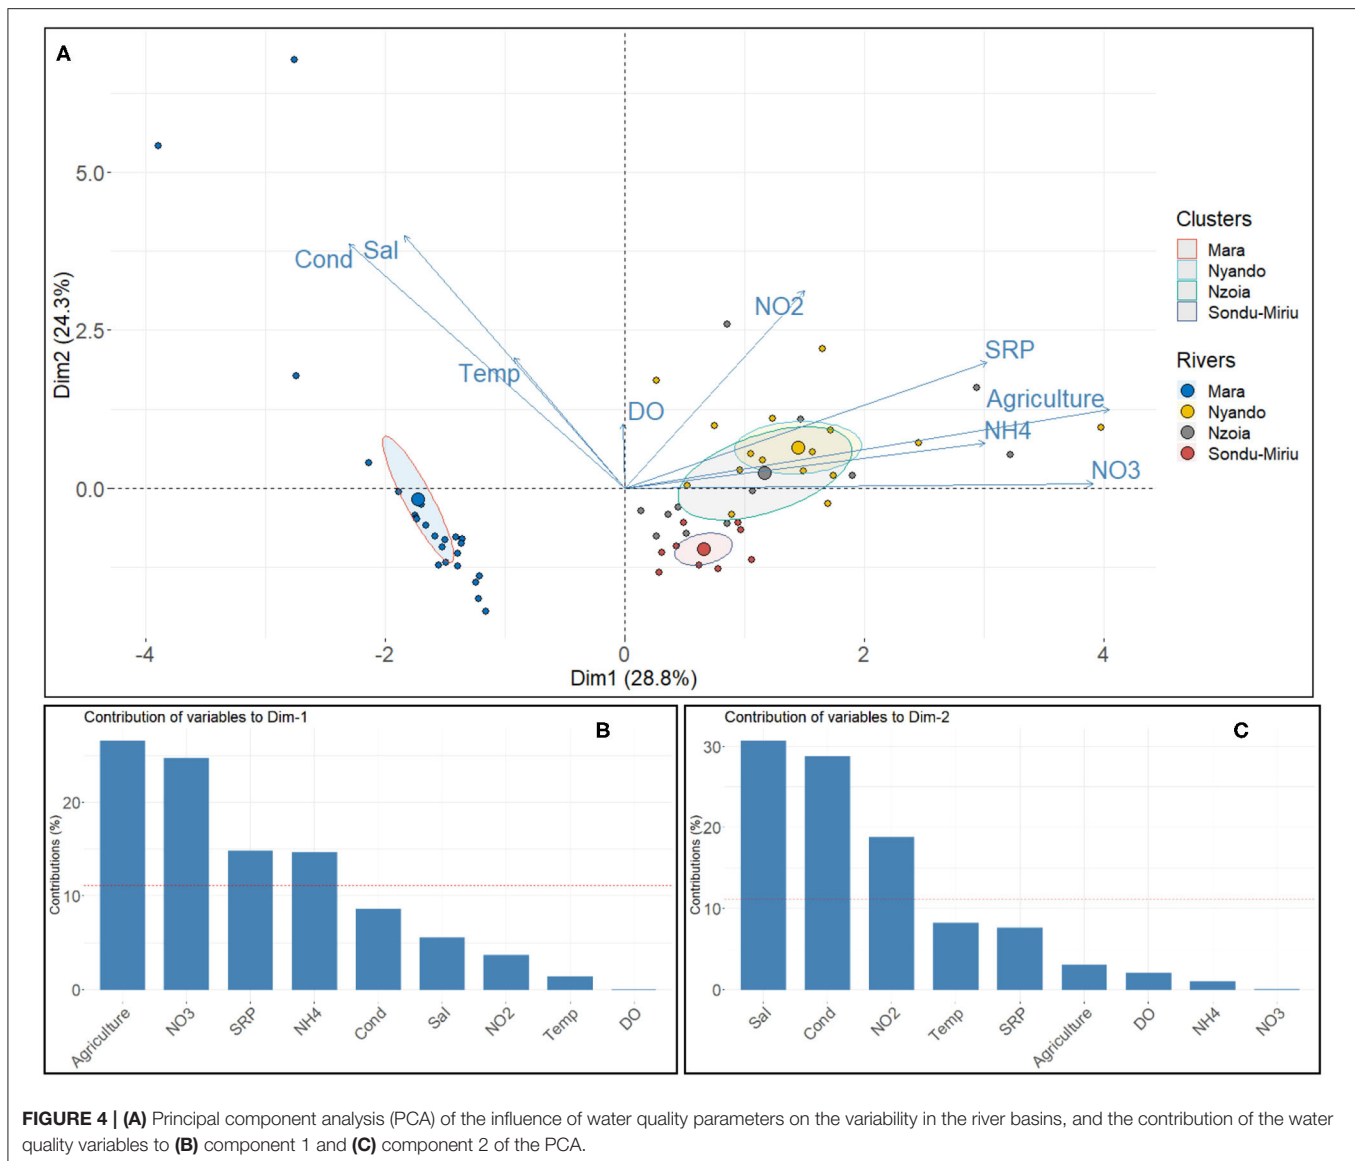 A
Dim2 (24.3%)
5.0
2.5
0.0
Cond
Sal
Temp
DO
NO2
SRP
Agriculture
NH4
NO3
-4
-2
0
2
4
Dim1 (28.8%)
Clusters
Mara
Nyando
Nzoia
Sondu-Miriu
Rivers
Mara
Nyando
Nzoia
Sondu-Miriu
Contribution of variables to Dim-1
B
Contributions (%)
20
10
0
Agriculture
NO3
SRP
NH4
Cond
Sal
NO2
Temp
DO
Contribution of variables to Dim-2
C
Contributions (%)
30
20
10
0
Sal
Cond
NO2
Temp
SRP
Agriculture
DO
NH4
NO3
FIGURE 4 | (A) Principal component analysis (PCA) of the influence of water quality parameters on the variability in the river basins, and the contribution of the water
quality variables to (B) component 1 and (C) component 2 of the PCA.